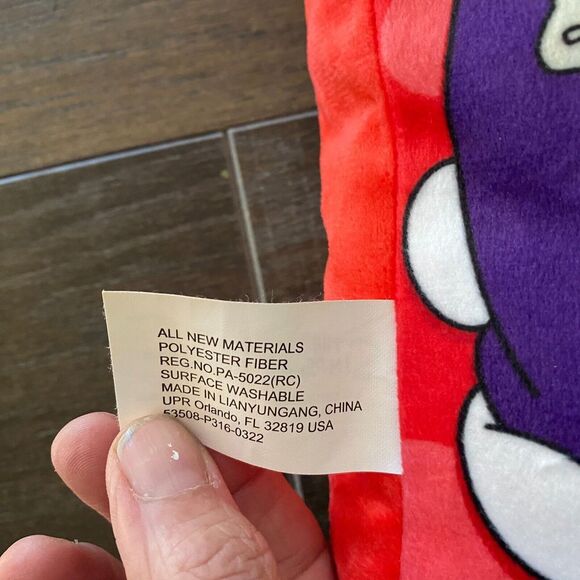 ALL NEW MATERIALS
POLYESTER FIBER
REG.NO.PA-5022(RC)
SURFACE WASHABLE
MADE IN LIANYUNGANG, CHINA
UPR Orlando, FL 32819 USA
53508-P316-0322